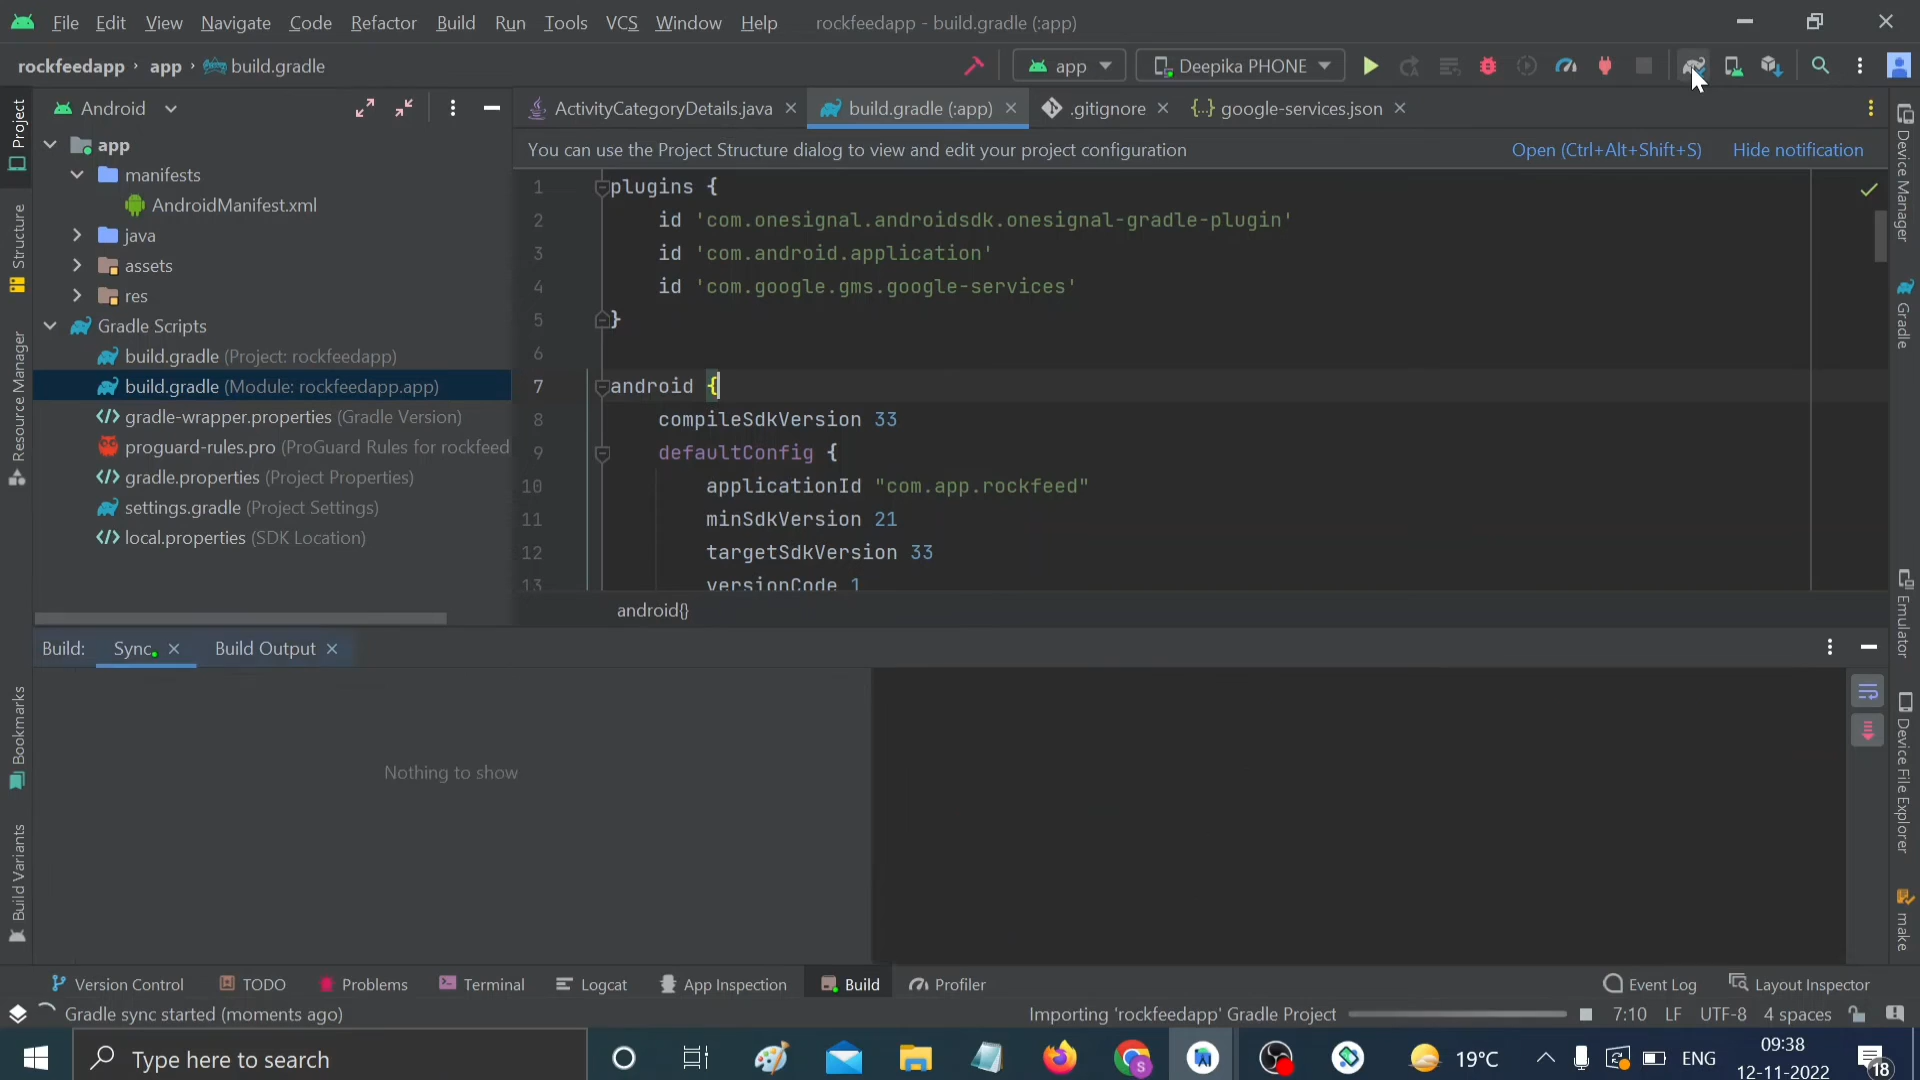 File Edit View Navigate Code Refactor Build Run Tools VCS Window Help rockfeedapp - build.gradle (:app)
rockfeedapp app build.gradle app Deepika PHONE
Android
ActivityCategoryDetails.java build.gradle (:app) .gitignore google-services.json
You can use the Project Structure dialog to view and edit your project configuration Open (Ctrl+Alt+Shift+S) Hide notification
app
manifests
AndroidManifest.xml
java
assets
res
Gradle Scripts
build.gradle (Project: rockfeedapp)
build.gradle (Module: rockfeedapp.app)
gradle-wrapper.properties (Gradle Version)
proguard-rules.pro (ProGuard Rules for rockfeed
gradle.properties (Project Properties)
settings.gradle (Project Settings)
local.properties (SDK Location)
1 plugins {
2 id 'com.onesignal.androidsdk.onesignal-gradle-plugin'
3 id 'com.android.application'
4 id 'com.google.gms.google-services'
5 }
6
7 android {
8 compileSdkVersion 33
9 defaultConfig {
10 applicationId "com.app.rockfeed"
11 minSdkVersion 21
12 targetSdkVersion 33
13 versionCode 1
android{}
Project
Structure
Resource Manager
Bookmarks
Build Variants
Device Manager
Gradle
Emulator
Device File Explorer
make
Build: Sync Build Output
Nothing to show
Version Control TODO Problems Terminal Logcat App Inspection Build Profiler Event Log Layout Inspector
Gradle sync started (moments ago) Importing 'rockfeedapp' Gradle Project 7:10 LF UTF-8 4 spaces
Type here to search S 19°C ENG 09:38
12-11-2022 18